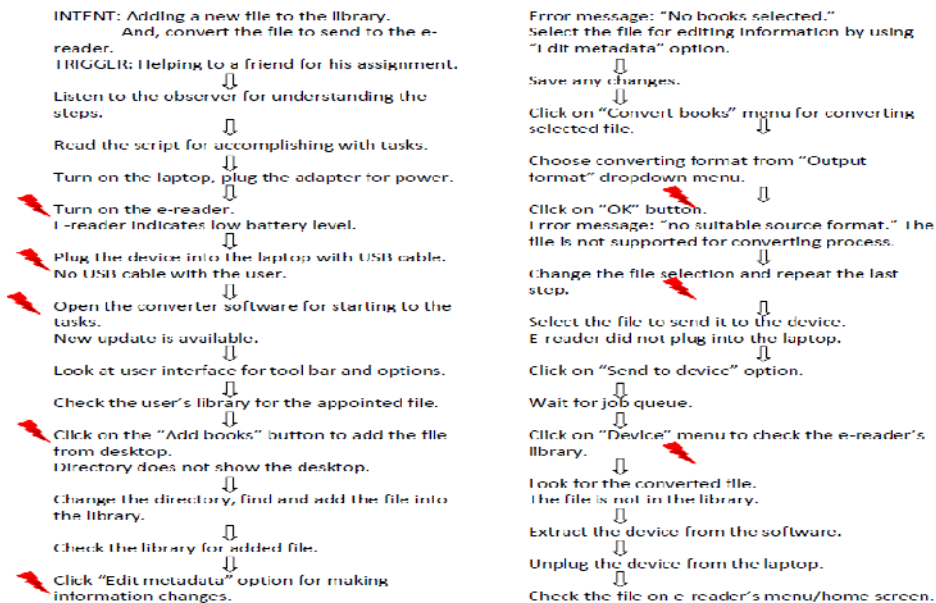 INTENT: Adding a new file to the library.
And, convert the file to send to the e-
reader.
TRIGGER: Helping to a friend for his assignment.
Listen to the observer for understanding the
steps.
Read the script for accomplishing with tasks.
Turn on the laptop, plug the adapter for power.
Turn on the e-reader.
E-reader indicates low battery level.
Plug the device into the laptop with USB cable.
No USB cable with the user.
Open the converter software for starting to the
tasks.
New update is available.
Look at user interface for tool bar and options.
Check the user's library for the appointed file.
Click on the "Add books" button to add the file
from desktop.
Directory does not show the desktop.
Change the directory, find and add the file into
the library.
Check the library for added file.
Click "Edit metadata" option for making
information changes.
Error message: "No books selected."
Select the file for editing information by using
"Edit metadata" option.
Save any changes.
Click on "Convert books" menu for converting
selected file.
Choose converting format from "Output
format" dropdown menu.
Click on "OK" button.
Error message: "no suitable source format." The
file is not supported for converting process.
Change the file selection and repeat the last
step.
Select the file to send it to the device.
E reader did not plug into the laptop.
Click on "Send to device" option.
Wait for job queue.
Click on "Device" menu to check the e-reader's
library.
Look for the converted file.
The file is not in the library.
Extract the device from the software.
Unplug the device from the laptop.
Check the file on e-reader's menu/home screen.